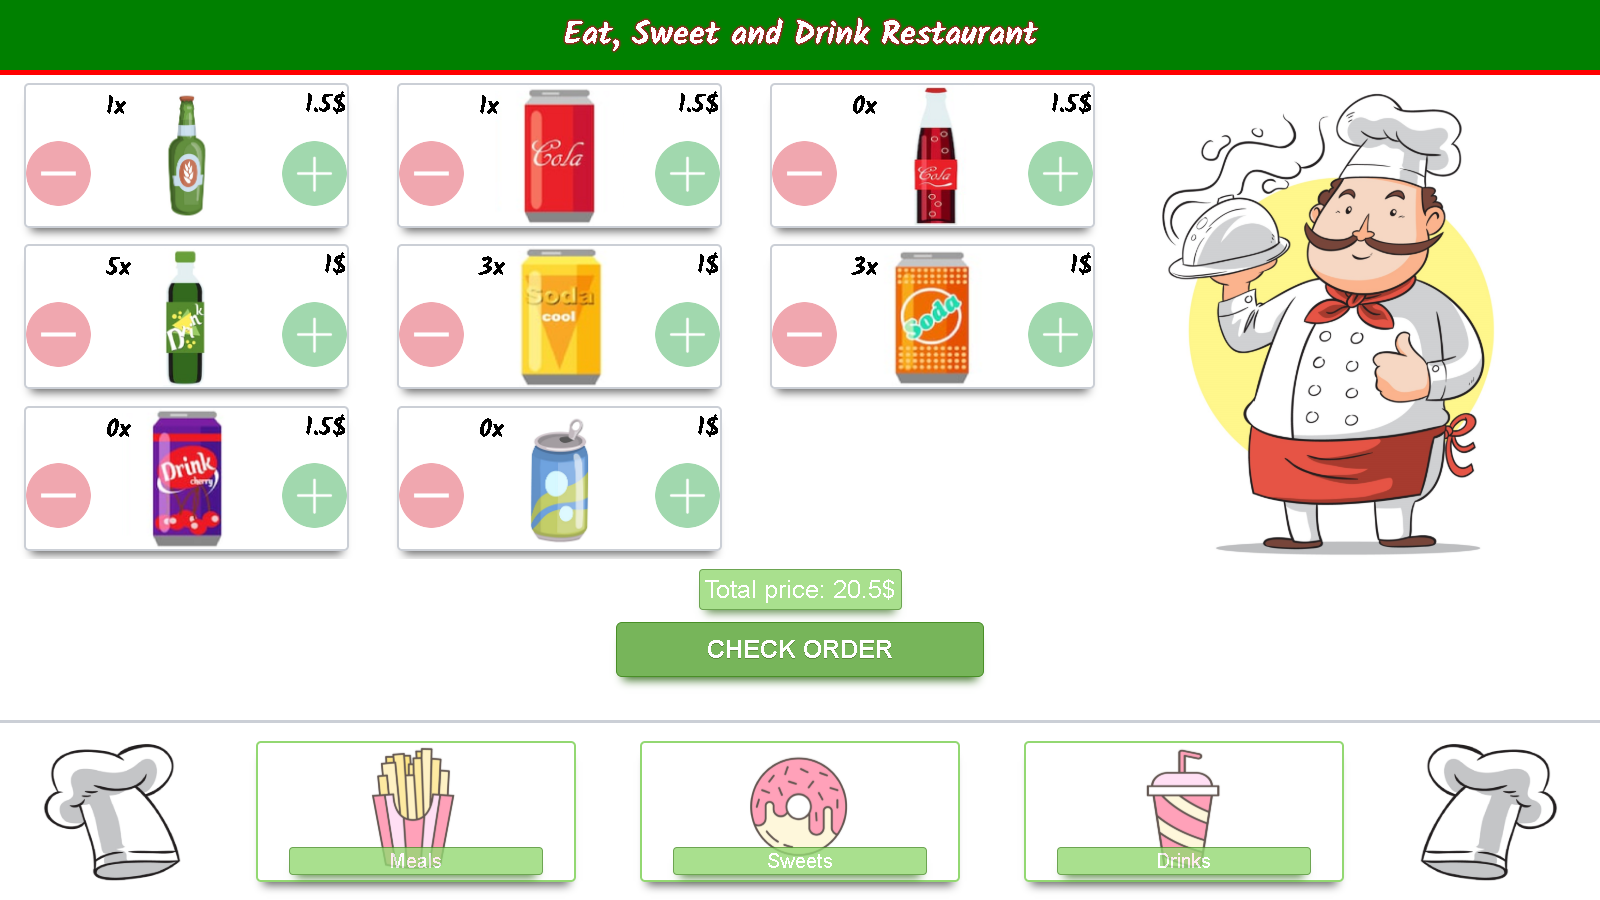 Eat, Sweet and Drink Restaurant
1x 1.5$
Cola
1x 1.5$
Cola
0x 1.5$
5x 1$
Drink
Soda
cool
3x 1$
Soda
3x 1$
Drink
cherry
0x 1.5$
0x 1$
Total price: 20.5$
CHECK ORDER
Meals
Sweets
Drinks